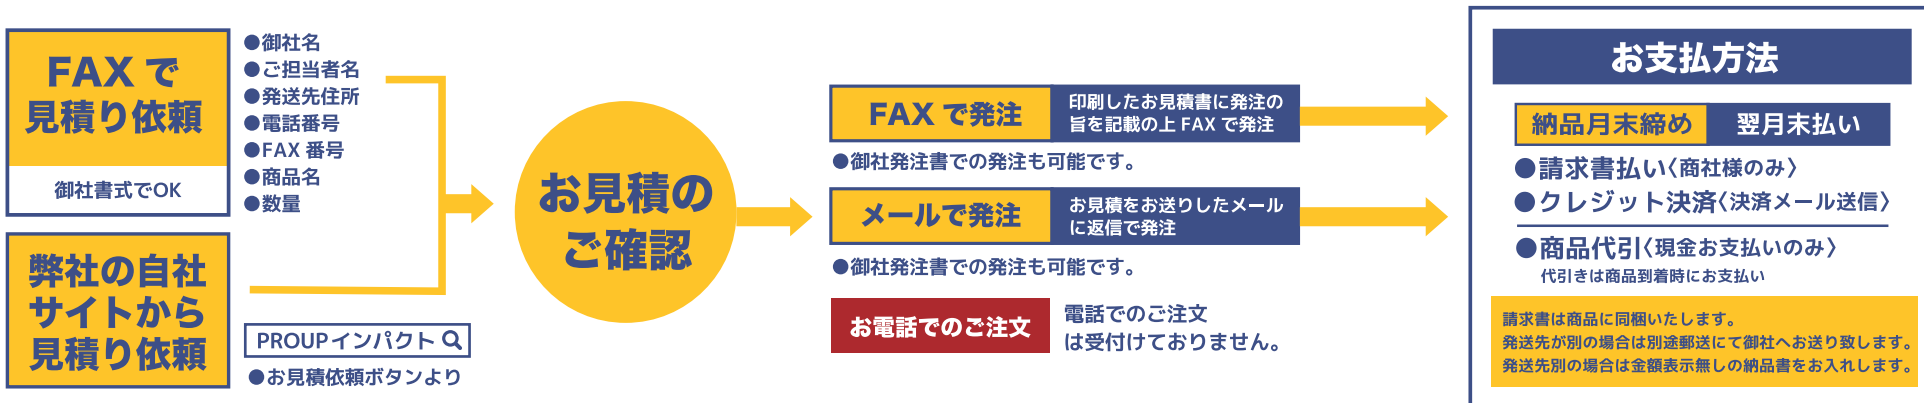 FAXで
見積り依頼
御社書式でOK
●御社名
●ご担当者名
●発送先住所
●電話番号
●FAX 番号
●商品名
●数量
弊社の自社
サイトから
見積り依頼
PROUPインパクト
●お見積依頼ボタンより
お見積の
ご確認
FAXで発注
印刷したお見積書に発注の
旨を記載の上 FAX で発注
●御社発注書での発注も可能です。
メールで発注
お見積をお送りしたメール
に返信で発注
●御社発注書での発注も可能です。
お電話でのご注文
電話でのご注文
は受付けておりません。
お支払方法
納品月末締め 翌月末払い
●請求書払い〈商社様のみ〉
●クレジット決済〈決済メール送信〉
●商品代引〈現金お支払いのみ〉
代引きは商品到着時にお支払い
請求書は商品に同梱いたします。
発送先が別の場合は別途郵送にて御社へお送り致します。
発送先別の場合は金額表示無しの納品書をお入れします。